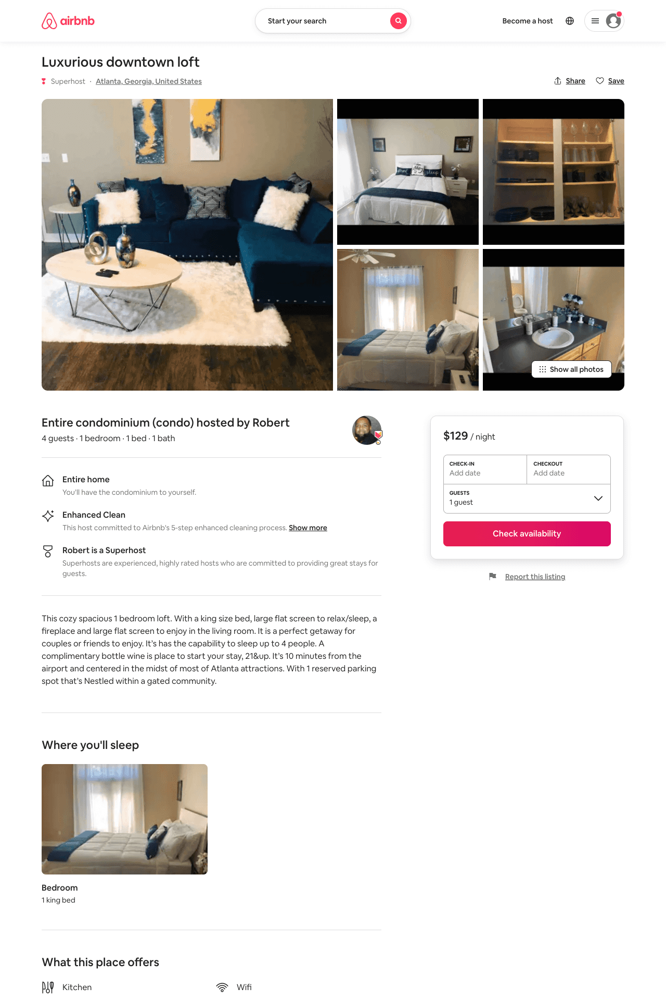 airbnb
Start your search
Become a host
Luxurious downtown loft
Superhost · Atlanta, Georgia, United States
Share
Save
Show all photos
Entire condominium (condo) hosted by Robert
4 guests · 1 bedroom · 1 bed · 1 bath
$129 / night
CHECK-IN
Add date
CHECKOUT
Add date
GUESTS
1 guest
Check availability
Report this listing
Entire home
You’ll have the condominium to yourself.
Enhanced Clean
This host committed to Airbnb's 5-step enhanced cleaning process. Show more
Robert is a Superhost
Superhosts are experienced, highly rated hosts who are committed to providing great stays for
guests.
This cozy spacious 1 bedroom loft. With a king size bed, large flat screen to relax/sleep, a
fireplace and large flat screen to enjoy in the living room. It is a perfect getaway for
couples or friends to enjoy. It’s has the capability to sleep up to 4 people. A
complimentary bottle wine is place to start your stay, 21&up. It’s 10 minutes from the
airport and centered in the midst of most of Atlanta attractions. With 1 reserved parking
spot that’s Nestled within a gated community.
Where you'll sleep
Bedroom
1 king bed
What this place offers
Kitchen
Wifi